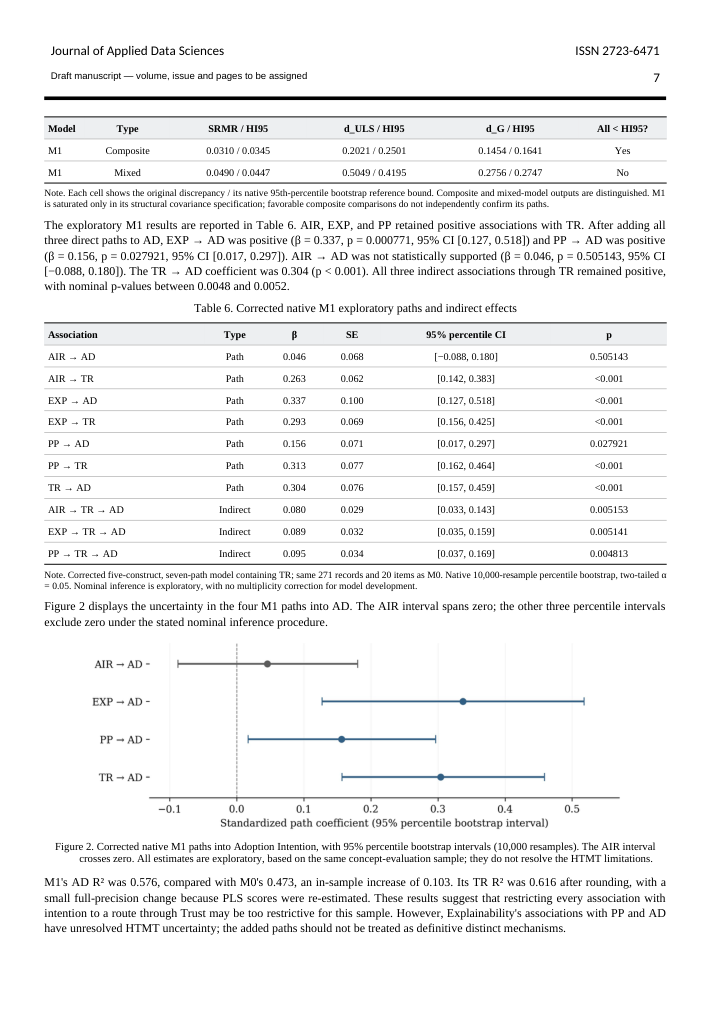 Journal of Applied Data Sciences ISSN 2723-6471
Draft manuscript — volume, issue and pages to be assigned 7
Model Type SRMR / HI95 d_ULS / HI95 d_G / HI95 All < HI95?
M1 Composite 0.0310 / 0.0345 0.2021 / 0.2501 0.1454 / 0.1641 Yes
M1 Mixed 0.0490 / 0.0447 0.5049 / 0.4195 0.2756 / 0.2747 No
Note. Each cell shows the original discrepancy / its native 95th-percentile bootstrap reference bound. Composite and mixed-model outputs are distinguished. M1
is saturated only in its structural covariance specification; favorable composite comparisons do not independently confirm its paths.
The exploratory M1 results are reported in Table 6. AIR, EXP, and PP retained positive associations with TR. After adding all
three direct paths to AD, EXP → AD was positive (β = 0.337, p = 0.000771, 95% CI [0.127, 0.518]) and PP → AD was positive
(β = 0.156, p = 0.027921, 95% CI [0.017, 0.297]). AIR → AD was not statistically supported (β = 0.046, p = 0.505143, 95% CI
[−0.088, 0.180]). The TR → AD coefficient was 0.304 (p < 0.001). All three indirect associations through TR remained positive,
with nominal p-values between 0.0048 and 0.0052.
Table 6. Corrected native M1 exploratory paths and indirect effects
Association Type β SE 95% percentile CI p
AIR → AD Path 0.046 0.068 [−0.088, 0.180] 0.505143
AIR → TR Path 0.263 0.062 [0.142, 0.383] <0.001
EXP → AD Path 0.337 0.100 [0.127, 0.518] <0.001
EXP → TR Path 0.293 0.069 [0.156, 0.425] <0.001
PP → AD Path 0.156 0.071 [0.017, 0.297] 0.027921
PP → TR Path 0.313 0.077 [0.162, 0.464] <0.001
TR → AD Path 0.304 0.076 [0.157, 0.459] <0.001
AIR → TR → AD Indirect 0.080 0.029 [0.033, 0.143] 0.005153
EXP → TR → AD Indirect 0.089 0.032 [0.035, 0.159] 0.005141
PP → TR → AD Indirect 0.095 0.034 [0.037, 0.169] 0.004813
Note. Corrected five-construct, seven-path model containing TR; same 271 records and 20 items as M0. Native 10,000-resample percentile bootstrap, two-tailed α
= 0.05. Nominal inference is exploratory, with no multiplicity correction for model development.
Figure 2 displays the uncertainty in the four M1 paths into AD. The AIR interval spans zero; the other three percentile intervals
exclude zero under the stated nominal inference procedure.
AIR → AD
EXP → AD
PP → AD
TR → AD
−0.1 0.0 0.1 0.2 0.3 0.4 0.5
Standardized path coefficient (95% percentile bootstrap interval)
Figure 2. Corrected native M1 paths into Adoption Intention, with 95% percentile bootstrap intervals (10,000 resamples). The AIR interval
crosses zero. All estimates are exploratory, based on the same concept-evaluation sample; they do not resolve the HTMT limitations.
M1's AD R² was 0.576, compared with M0's 0.473, an in-sample increase of 0.103. Its TR R² was 0.616 after rounding, with a
small full-precision change because PLS scores were re-estimated. These results suggest that restricting every association with
intention to a route through Trust may be too restrictive for this sample. However, Explainability's associations with PP and AD
have unresolved HTMT uncertainty; the added paths should not be treated as definitive distinct mechanisms.